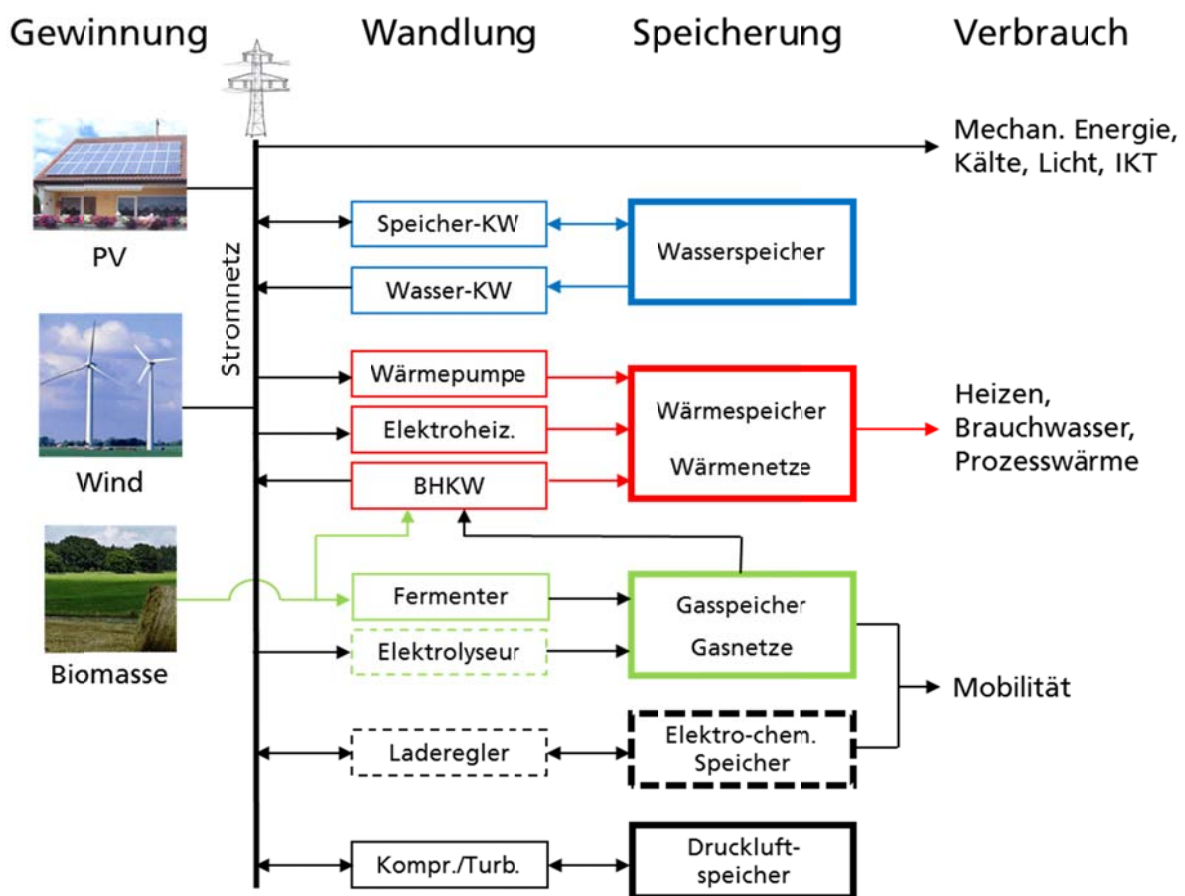 Gewinnung
Wandlung
Speicherung
Verbrauch
PV
Wind
Biomasse
Stromnetz
Mechan. Energie,
Kälte, Licht, IKT
Speicher-KW
Wasser-KW
Wasserspeicher
Wärmepumpe
Elektroheiz.
BHKW
Wärmespeicher
Wärmenetze
Heizen,
Brauchwasser,
Prozesswärme
Fermenter
Elektrolyseur
Gasspeicher
Gasnetze
Mobilität
Laderegler
Elektro-chem.
Speicher
Kompr./Turb.
Druckluft-
speicher